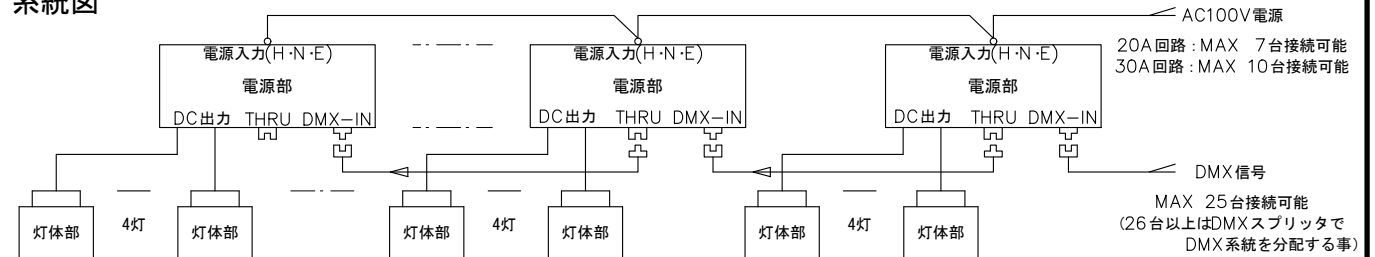 系統図
AC100V電源
20A回路:MAX 7台接続可能
30A回路:MAX 10台接続可能
電源入力(H・N・E)
電源部
DC出力 THRU DMX-IN
電源入力(H・N・E)
電源部
DC出力 THRU DMX-IN
電源入力(H・N・E)
電源部
DC出力 THRU DMX-IN
DMX信号
MAX 25台接続可能
(26台以上はDMXスプリッタで
DMX系統を分配する事)
灯体部 4灯 灯体部
灯体部 4灯 灯体部
灯体部 4灯 灯体部